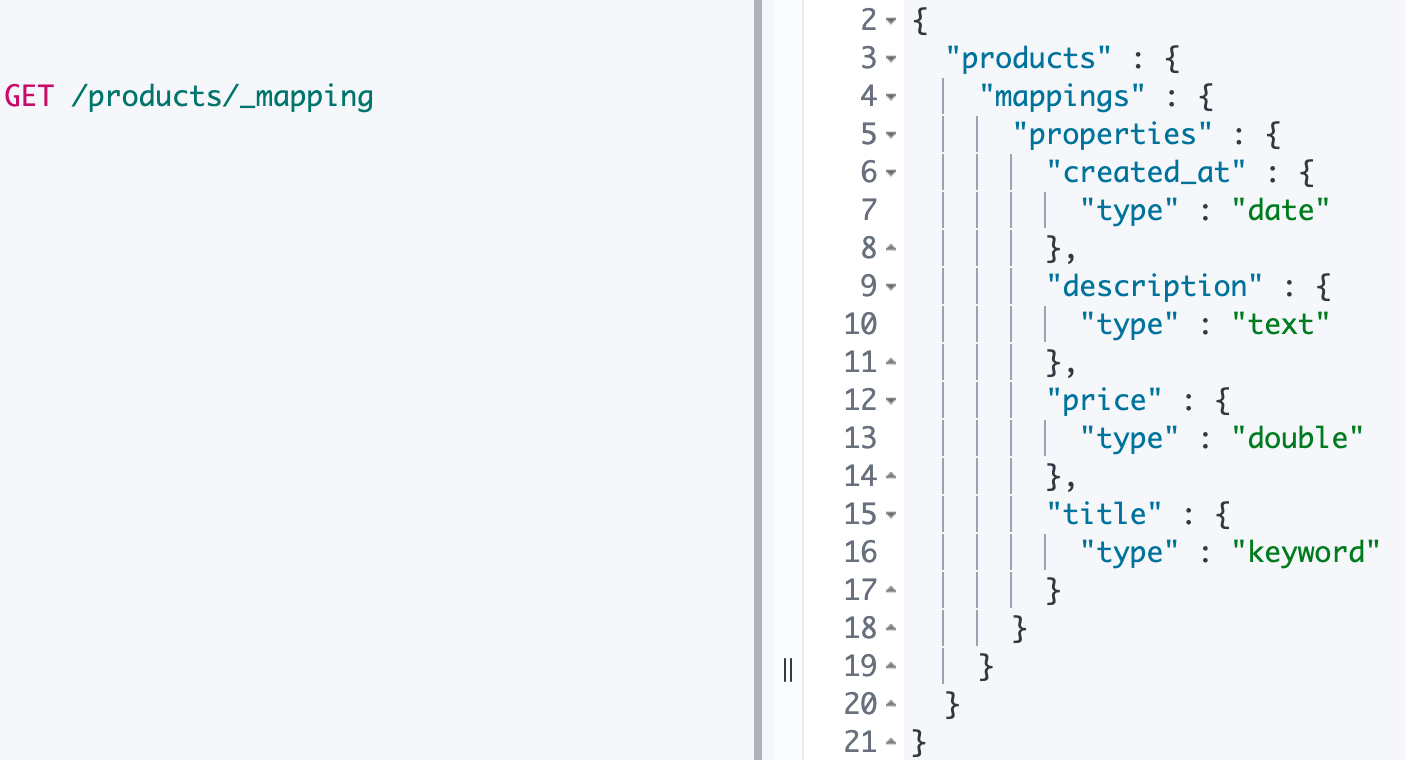 GET /products/_mapping
2 {
3 "products" : {
4 "mappings" : {
5 "properties" : {
6 "created_at" : {
7 "type" : "date"
8 },
9 "description" : {
10 "type" : "text"
11 },
12 "price" : {
13 "type" : "double"
14 },
15 "title" : {
16 "type" : "keyword"
17 }
18 }
19 }
20 }
21 }